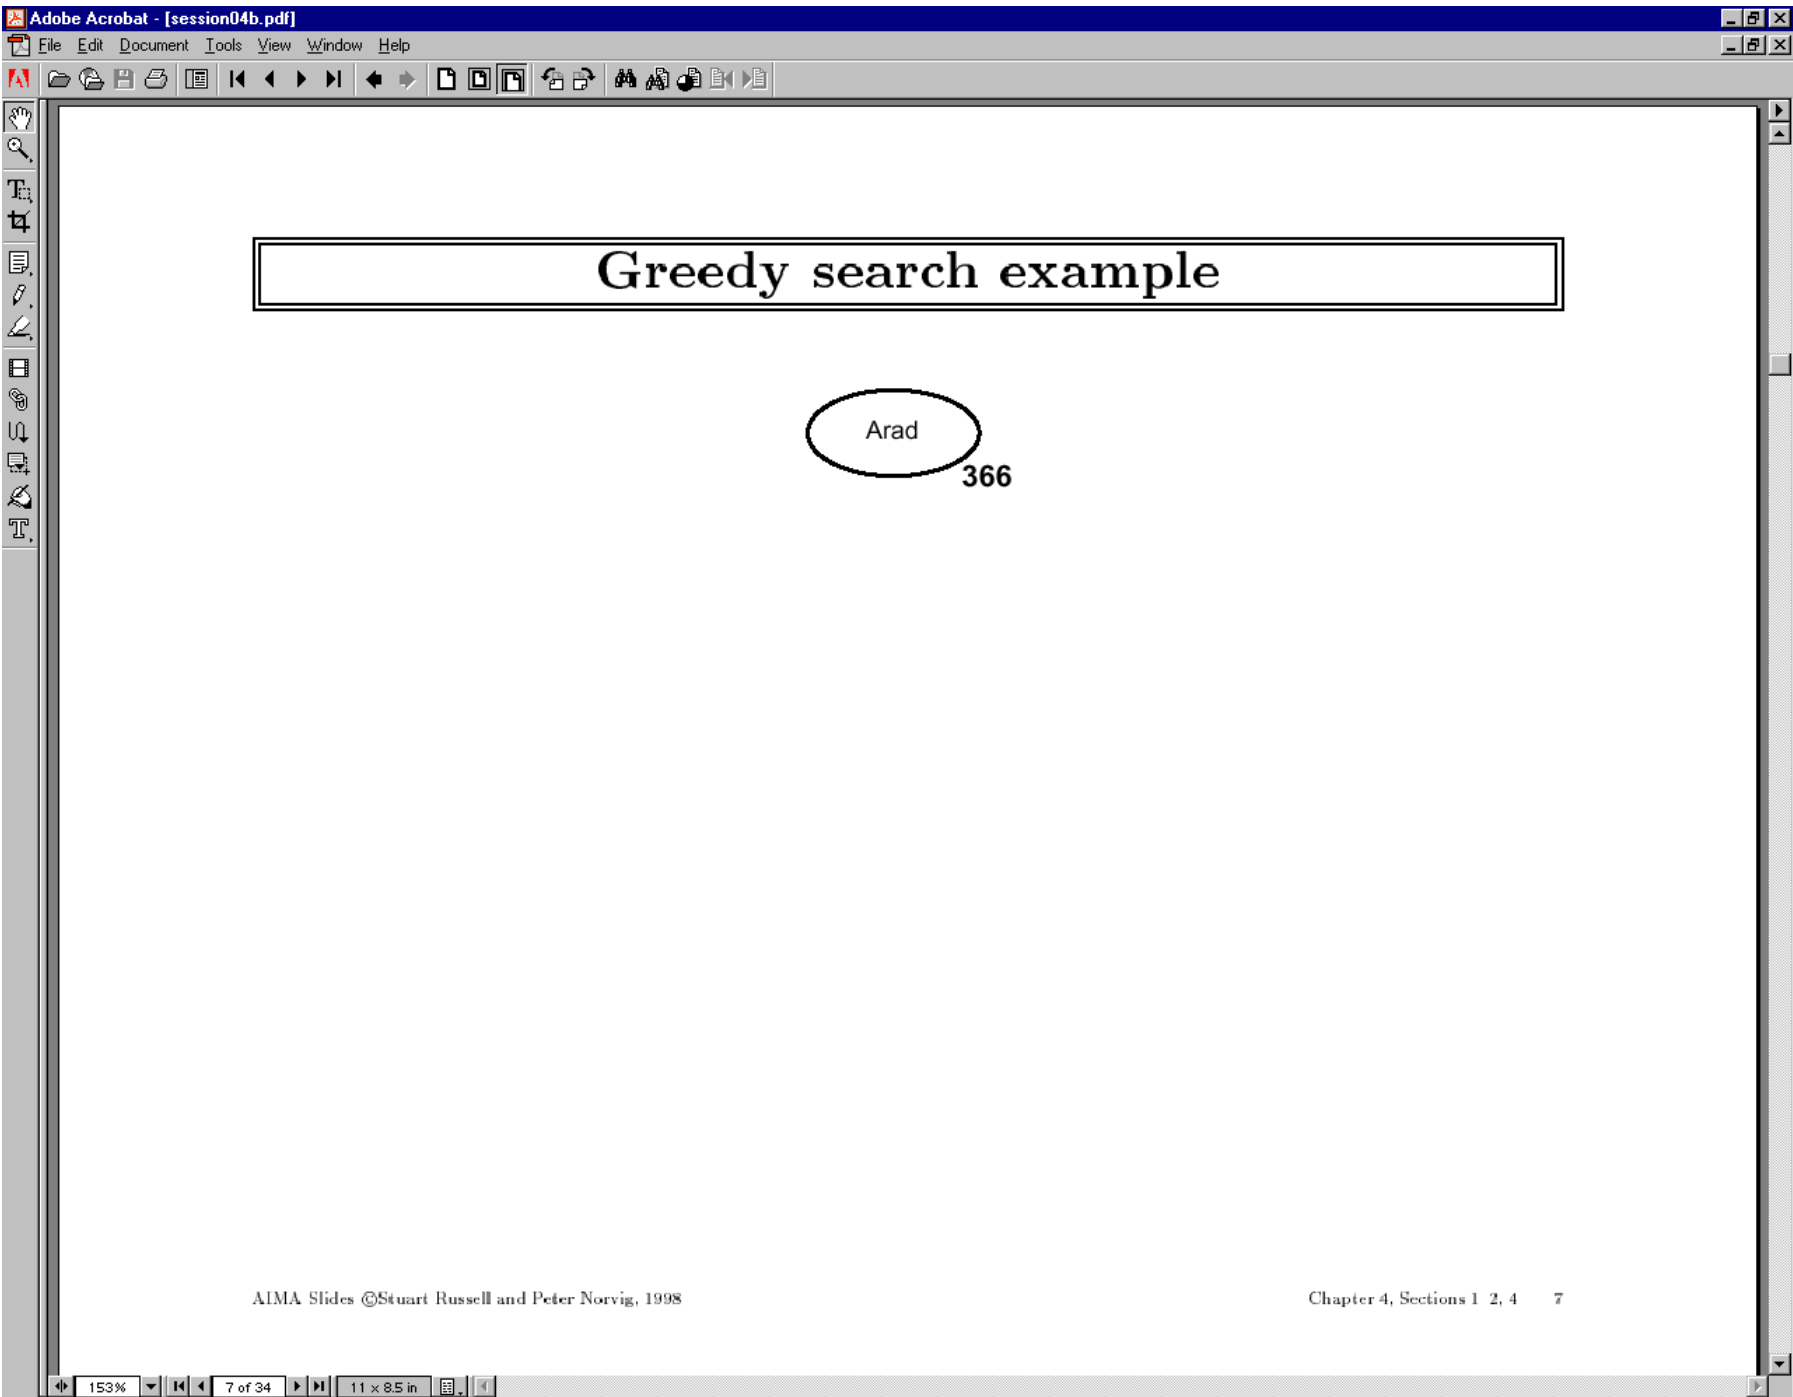 Adobe Acrobat - [session04b.pdf]
File Edit Document Tools View Window Help
Greedy search example
Arad
366
AIMA Slides ©Stuart Russell and Peter Norvig, 1998
Chapter 4, Sections 1 2, 4 7
153% 7 of 34 11 x 8.5 in